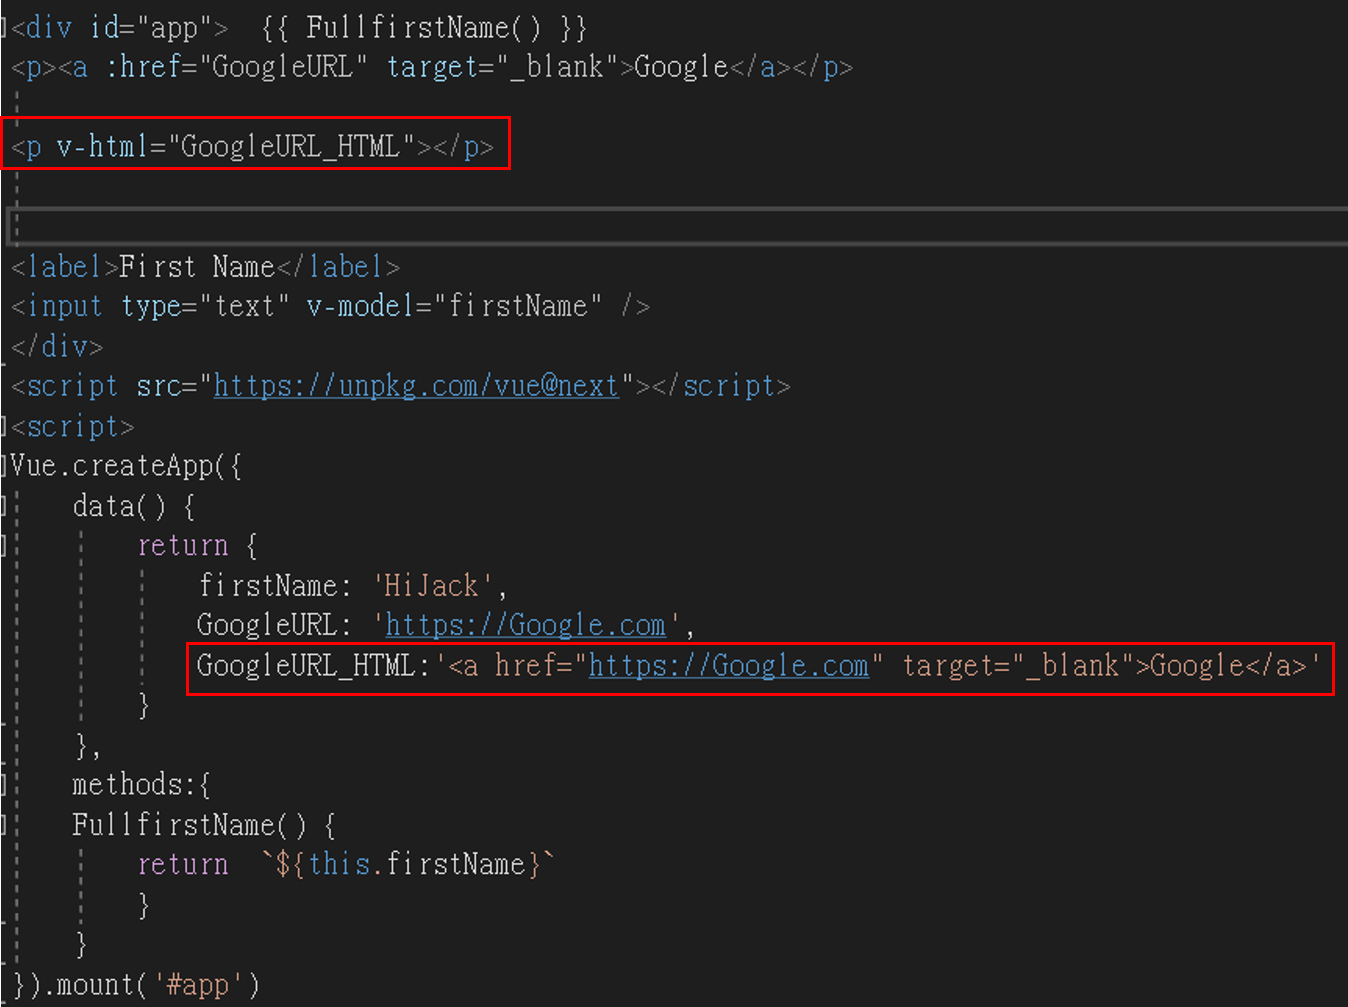 <div id="app">  {{ FullfirstName() }}
<p><a :href="GoogleURL" target="_blank">Google</a></p>
<p v-html="GoogleURL_HTML"></p>
<label>First Name</label>
<input type="text" v-model="firstName" />
</div>
<script src="https://unpkg.com/vue@next"></script>
<script>
Vue.createApp({
    data() {
        return {
            firstName: 'HiJack',
            GoogleURL: 'https://Google.com',
            GoogleURL_HTML:'<a href="https://Google.com" target="_blank">Google</a>'
        }
    },
    methods:{
    FullfirstName() {
        return  `${this.firstName}`
        }
    }
}).mount('#app')